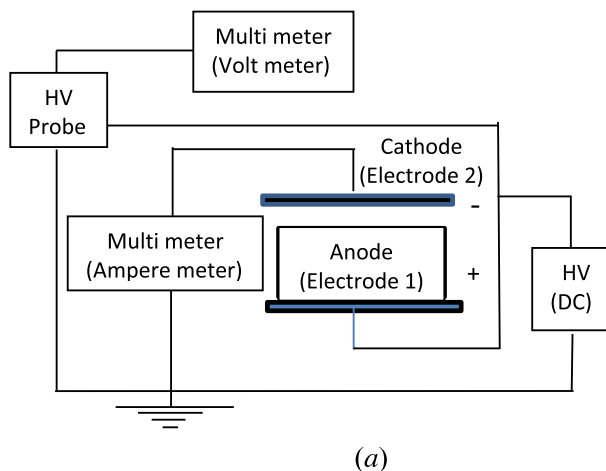 Multi meter
(Volt meter)
HV
Probe
Cathode
(Electrode 2)
-
Multi meter
(Ampere meter)
Anode
(Electrode 1)
+
HV
(DC)
(a)